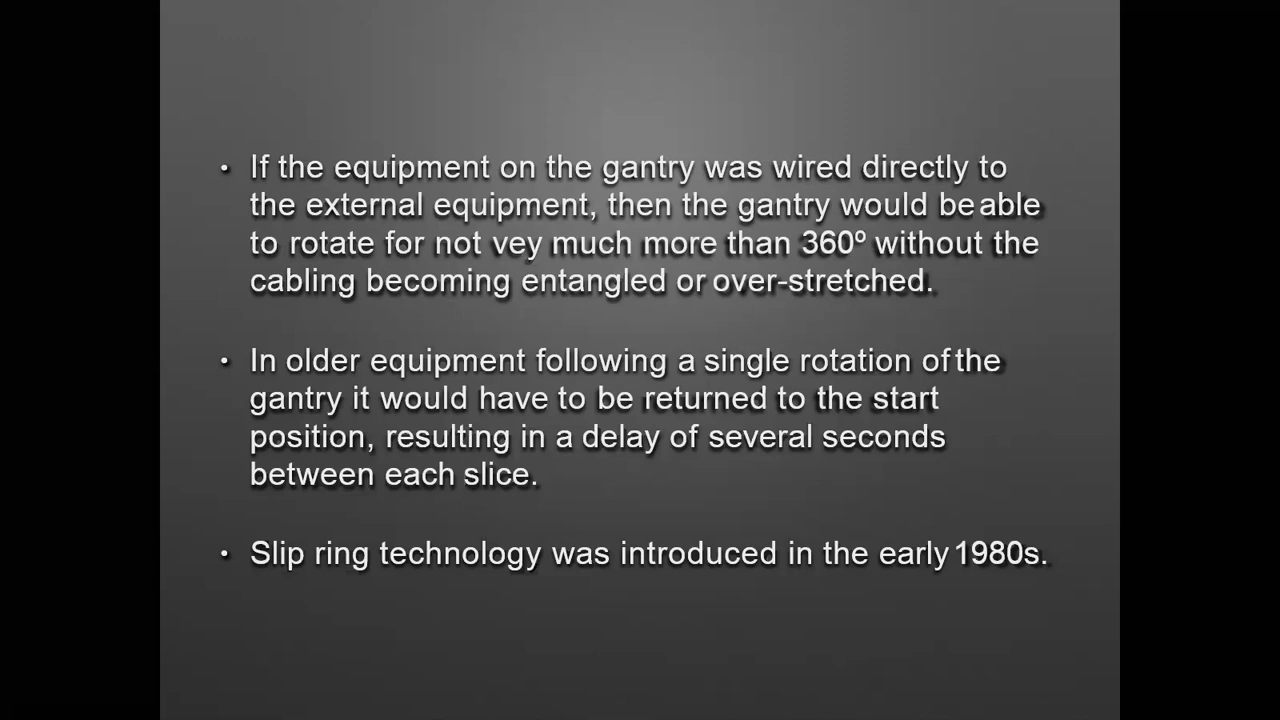 • If the equipment on the gantry was wired directly to
the external equipment, then the gantry would be able
to rotate for not vey much more than 360º without the
cabling becoming entangled or over-stretched.
• In older equipment following a single rotation of the
gantry it would have to be returned to the start
position, resulting in a delay of several seconds
between each slice.
• Slip ring technology was introduced in the early 1980s.